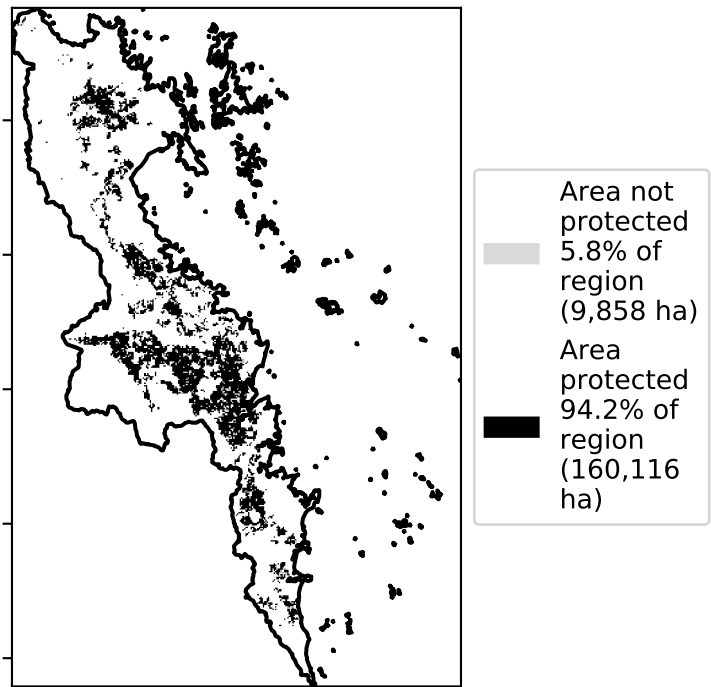 Area not
protected
5.8% of
region
(9,858 ha)
Area
protected
94.2% of
region
(160,116
ha)